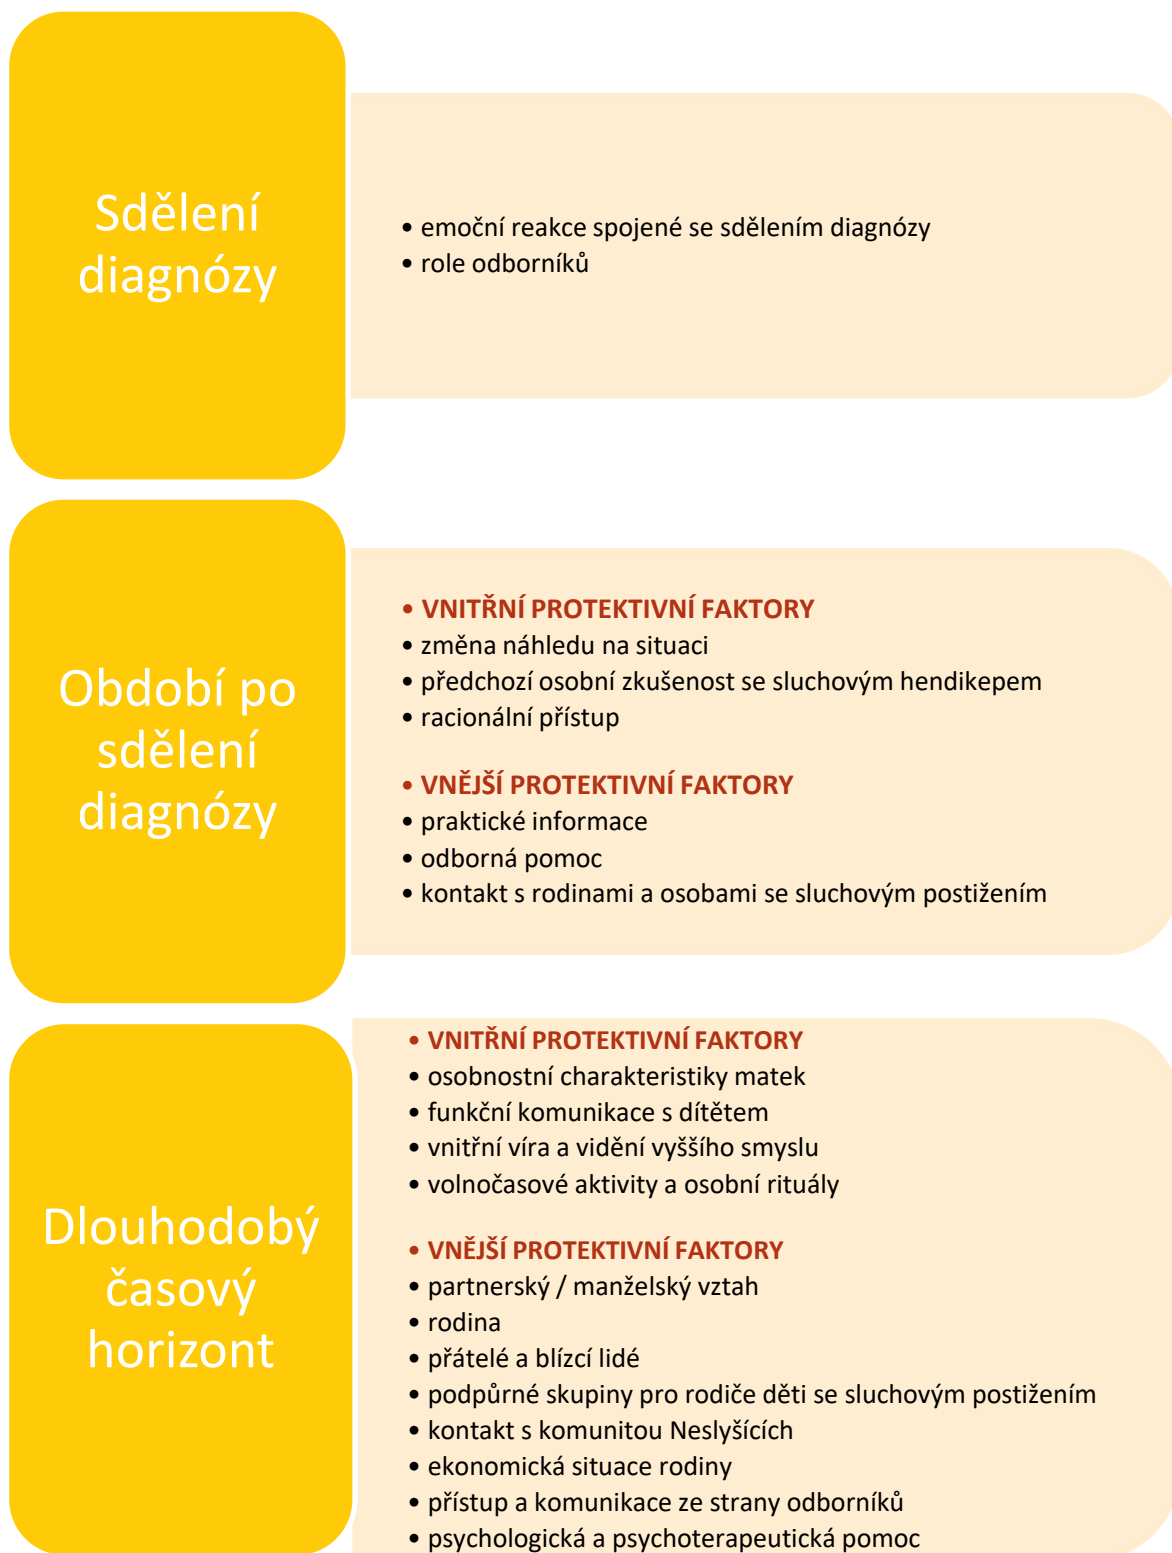 Sdělení
diagnózy
• emoční reakce spojené se sdělením diagnózy
• role odborníků
Období po
sdělení
diagnózy
• VNITŘNÍ PROTEKTIVNÍ FAKTORY
• změna náhledu na situaci
• předchozí osobní zkušenost se sluchovým hendikepem
• racionální přístup
• VNĚJŠÍ PROTEKTIVNÍ FAKTORY
• praktické informace
• odborná pomoc
• kontakt s rodinami a osobami se sluchovým postižením
Dlouhodobý
časový
horizont
• VNITŘNÍ PROTEKTIVNÍ FAKTORY
• osobnostní charakteristiky matek
• funkční komunikace s dítětem
• vnitřní víra a vidění vyššího smyslu
• volnočasové aktivity a osobní rituály
• VNĚJŠÍ PROTEKTIVNÍ FAKTORY
• partnerský / manželský vztah
• rodina
• přátelé a blízcí lidé
• podpůrné skupiny pro rodiče děti se sluchovým postižením
• kontakt s komunitou Neslyšících
• ekonomická situace rodiny
• přístup a komunikace ze strany odborníků
• psychologická a psychoterapeutická pomoc